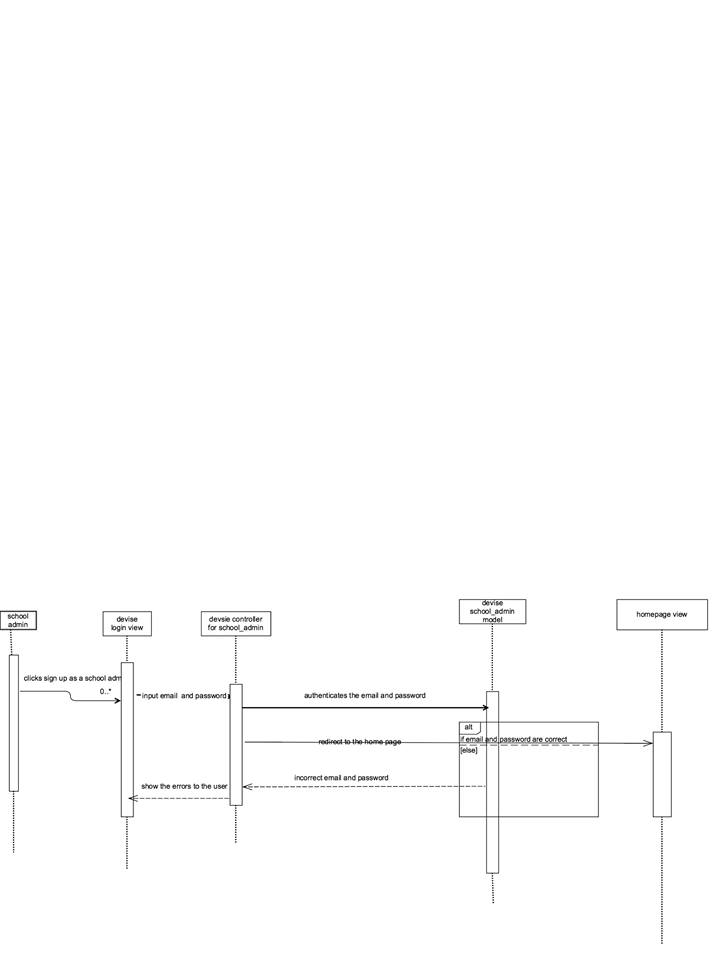 school
admin
devise
login view
devsie controller
for school_admin
devise
school_admin
model
homepage view
clicks sign up as a school adm
0..*
input email and password
authenticates the email and password
alt
if email and password are correct
redirect to the home page
[else]
incorrect email and password
show the errors to the user